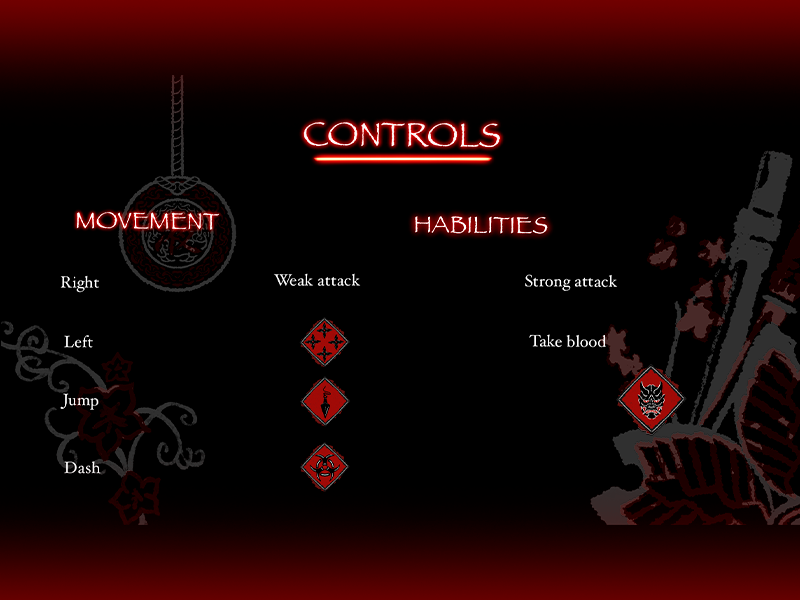 CONTROLS
MOVEMENT
HABILITIES
Right
Weak attack
Strong attack
Left
Take blood
Jump
Dash